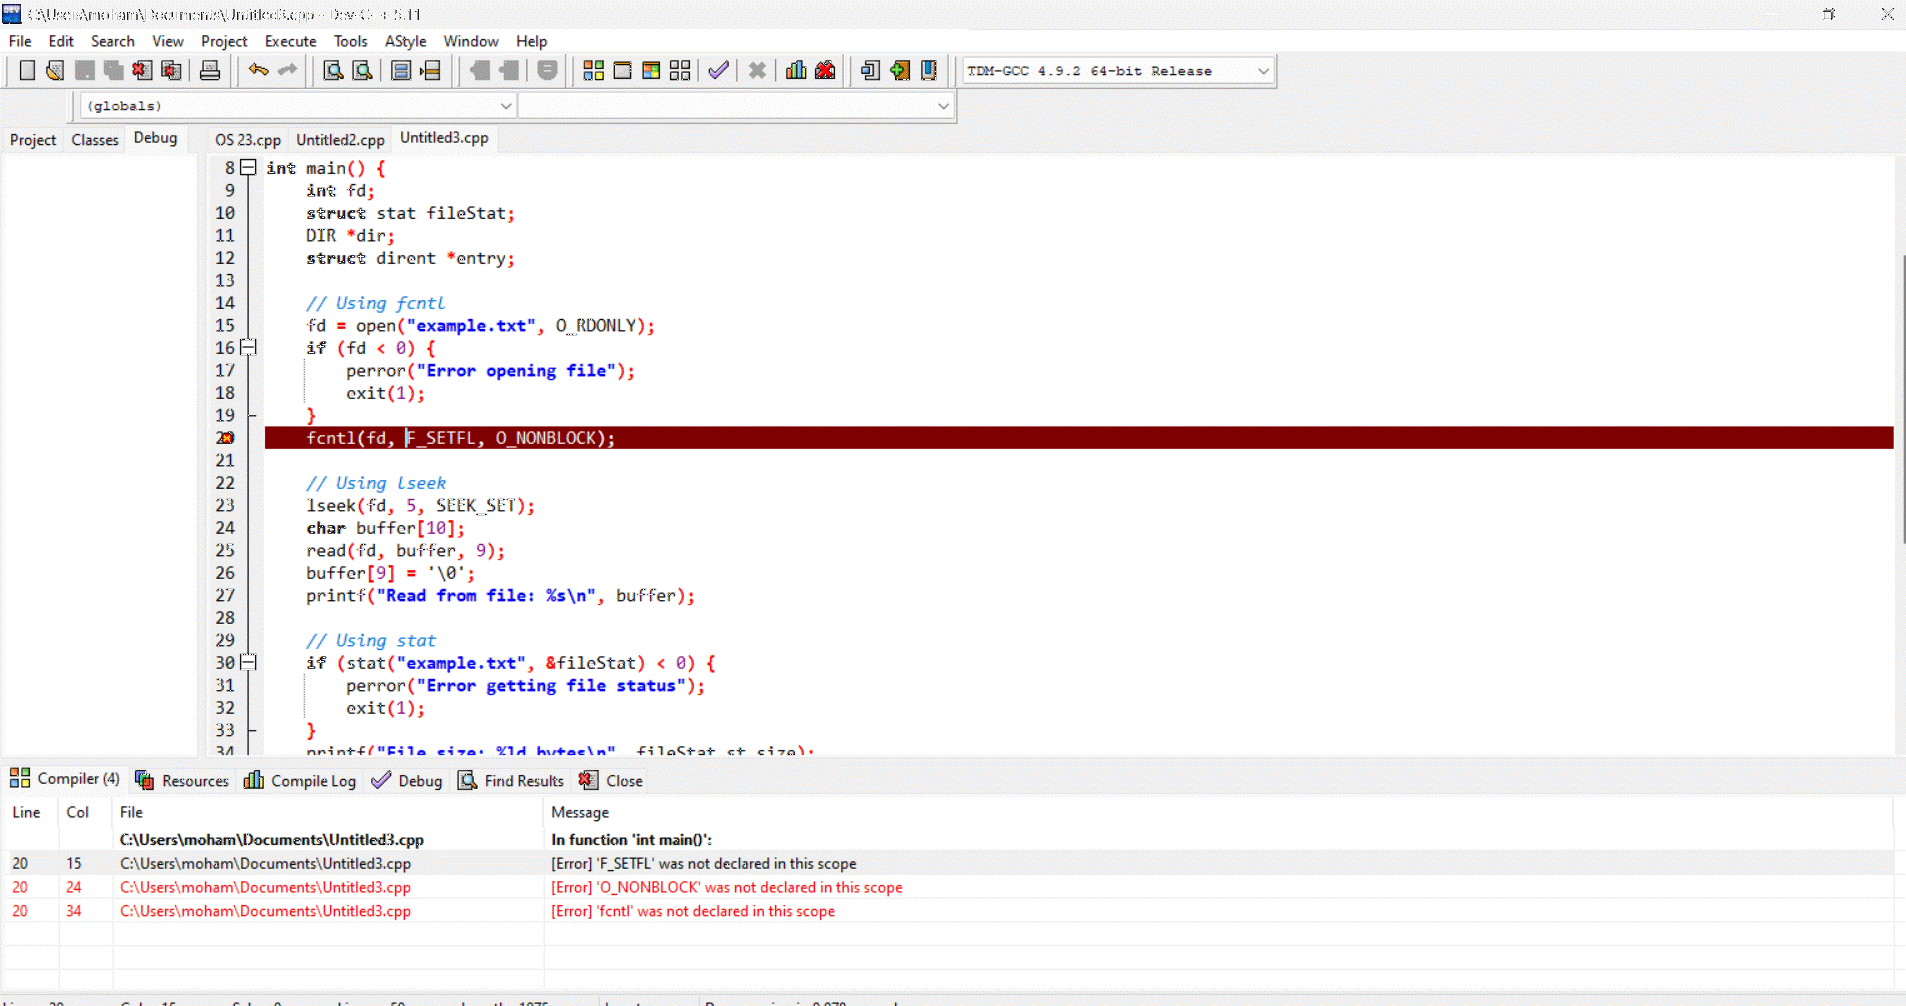 C:\Users\moham\Documents\Untitled3.cpp - Dev-C++ 5.11
File Edit Search View Project Execute Tools AStyle Window Help
TDM-GCC 4.9.2 64-bit Release
(globals)
Project Classes Debug OS 23.cpp Untitled2.cpp Untitled3.cpp
8 int main() {
9 int fd;
10 struct stat fileStat;
11 DIR *dir;
12 struct dirent *entry;
13
14 // Using fcntl
15 fd = open("example.txt", O_RDONLY);
16 if (fd < 0) {
17 perror("Error opening file");
18 exit(1);
19 }
20 fcntl(fd, F_SETFL, O_NONBLOCK);
21
22 // Using lseek
23 lseek(fd, 5, SEEK_SET);
24 char buffer[10];
25 read(fd, buffer, 9);
26 buffer[9] = '\0';
27 printf("Read from file: %s\n", buffer);
28
29 // Using stat
30 if (stat("example.txt", &fileStat) < 0) {
31 perror("Error getting file status");
32 exit(1);
33 }
34 printf("File size: %ld bytes\n", fileStat.st_size);
Compiler (4) Resources Compile Log Debug Find Results Close
Line Col File Message
C:\Users\moham\Documents\Untitled3.cpp In function 'int main()':
20 15 C:\Users\moham\Documents\Untitled3.cpp [Error] 'F_SETFL' was not declared in this scope
20 24 C:\Users\moham\Documents\Untitled3.cpp [Error] 'O_NONBLOCK' was not declared in this scope
20 34 C:\Users\moham\Documents\Untitled3.cpp [Error] 'fcntl' was not declared in this scope